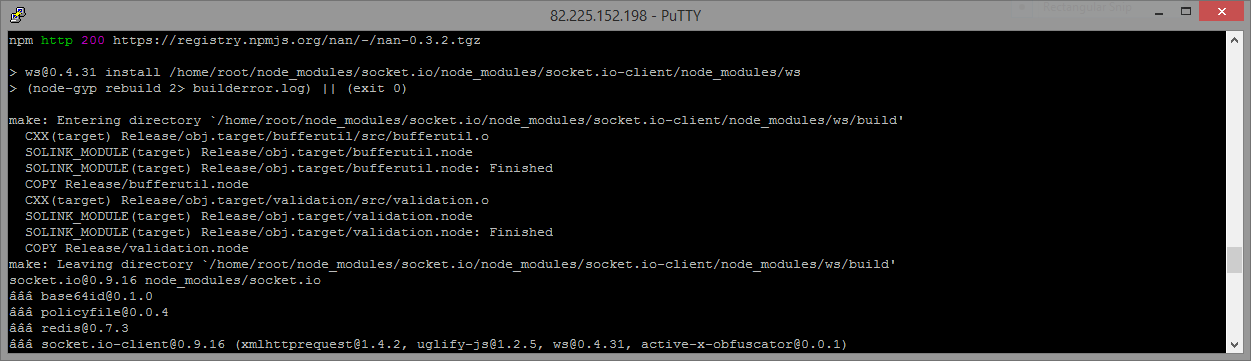 82.225.152.198 - PuTTY
npm http 200 https://registry.npmjs.org/nan/-/nan-0.3.2.tgz
> ws@0.4.31 install /home/root/node_modules/socket.io/node_modules/socket.io-client/node_modules/ws
> (node-gyp rebuild 2> builderror.log) || (exit 0)
make: Entering directory `/home/root/node_modules/socket.io/node_modules/socket.io-client/node_modules/ws/build'
  CXX(target) Release/obj.target/bufferutil/src/bufferutil.o
  SOLINK_MODULE(target) Release/obj.target/bufferutil.node
  SOLINK_MODULE(target) Release/obj.target/bufferutil.node: Finished
  COPY Release/bufferutil.node
  CXX(target) Release/obj.target/validation/src/validation.o
  SOLINK_MODULE(target) Release/obj.target/validation.node
  SOLINK_MODULE(target) Release/obj.target/validation.node: Finished
  COPY Release/validation.node
make: Leaving directory `/home/root/node_modules/socket.io/node_modules/socket.io-client/node_modules/ws/build'
socket.io@0.9.16 node_modules/socket.io
âââ base64id@0.1.0
âââ policyfile@0.0.4
âââ redis@0.7.3
âââ socket.io-client@0.9.16 (xmlhttprequest@1.4.2, uglify-js@1.2.5, ws@0.4.31, active-x-obfuscator@0.0.1)